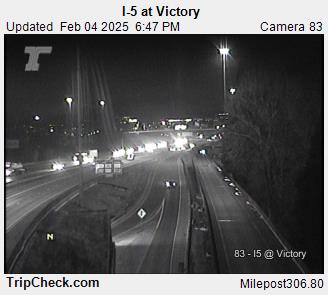 I-5 at Victory
Updated Feb 04 2025 6:47 PM Camera 83
T
N
83 - I5 @ Victory
TripCheck.com Milepost306.80